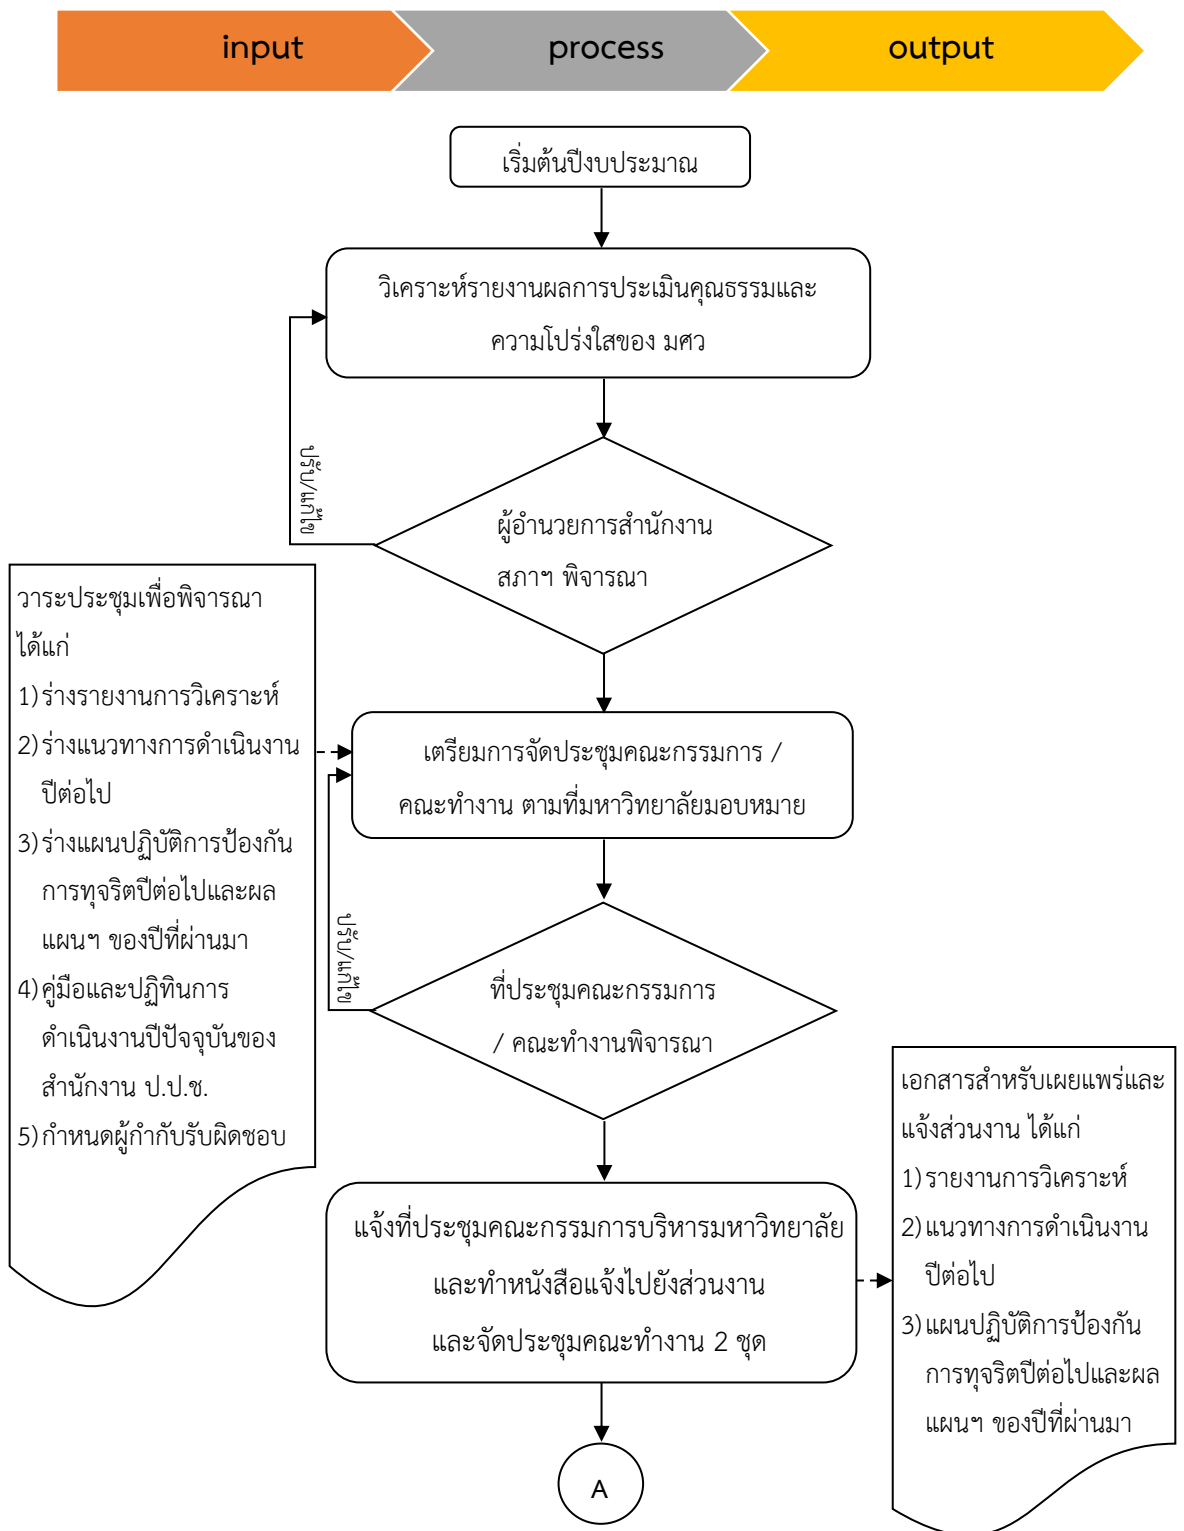 input
process
output
เริ่มต้นปีงบประมาณ
วิเคราะห์รายงานผลการประเมินคุณธรรมและ
ความโปร่งใสของ มศว
ปรับ/แก้ไข
ผู้อำนวยการสำนักงาน
สภาฯ พิจารณา
วาระประชุมเพื่อพิจารณา
ได้แก่
1)ร่างรายงานการวิเคราะห์
2)ร่างแนวทางการดำเนินงาน
ปีต่อไป
3)ร่างแผนปฏิบัติการป้องกัน
การทุจริตปีต่อไปและผล
แผนฯ ของปีที่ผ่านมา
4)คู่มือและปฏิทินการ
ดำเนินงานปีปัจจุบันของ
สำนักงาน ป.ป.ช.
5)กำหนดผู้กำกับรับผิดชอบ
เตรียมการจัดประชุมคณะกรรมการ /
คณะทำงาน ตามที่มหาวิทยาลัยมอบหมาย
ปรับ/แก้ไข
ที่ประชุมคณะกรรมการ
/ คณะทำงานพิจารณา
แจ้งที่ประชุมคณะกรรมการบริหารมหาวิทยาลัย
และทำหนังสือแจ้งไปยังส่วนงาน
และจัดประชุมคณะทำงาน 2 ชุด
เอกสารสำหรับเผยแพร่และ
แจ้งส่วนงาน ได้แก่
1)รายงานการวิเคราะห์
2)แนวทางการดำเนินงาน
ปีต่อไป
3)แผนปฏิบัติการป้องกัน
การทุจริตปีต่อไปและผล
แผนฯ ของปีที่ผ่านมา
A